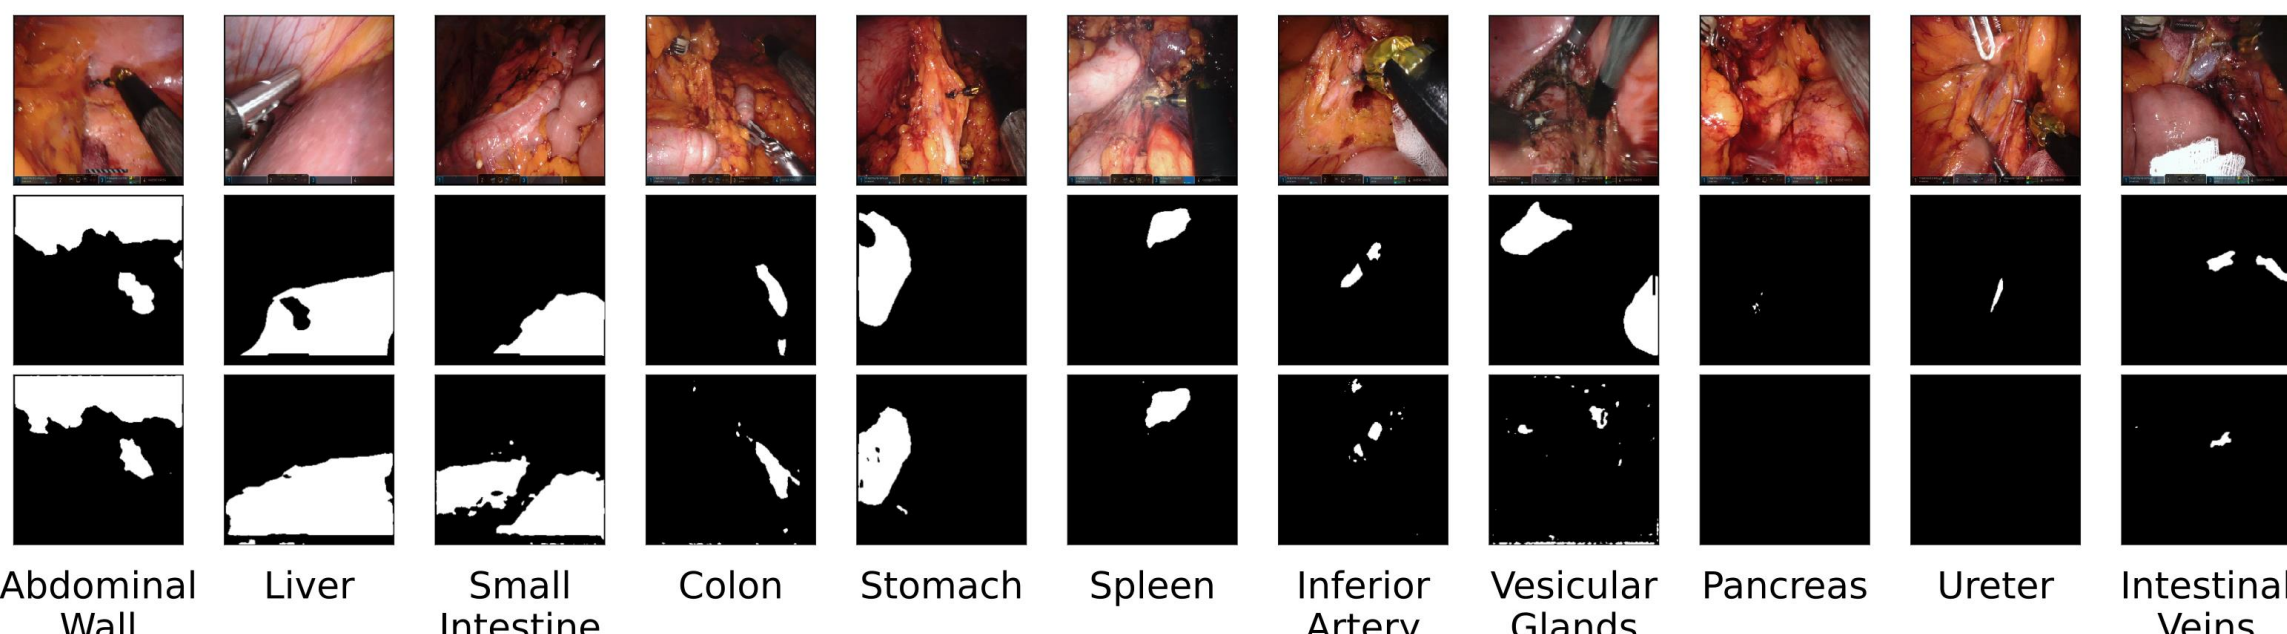 Abdominal Liver Small Colon Stomach Spleen Inferior Vesicular Pancreas Ureter Intestinal
Wall Intestine Artery Glands Veins